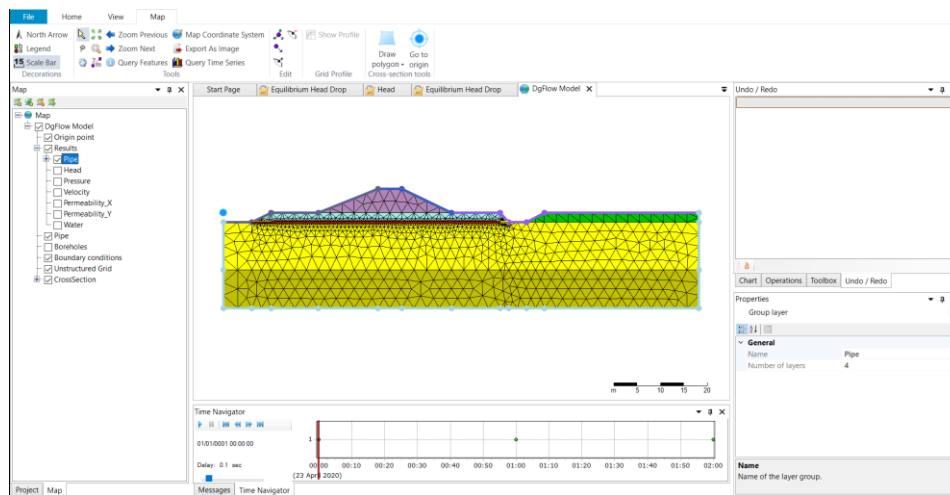 File Home View Map
North Arrow Zoom Previous Map Coordinate System Show Profile
Legend Zoom Next Export As Image Draw Go to
15 Scale Bar Query Features Query Time Series polygon origin
Decorations Tools Edit Grid Profile Cross-section tools
Map
Start Page Equilibrium Head Drop Head Equilibrium Head Drop DgFlow Model
Undo / Redo
Map
DgFlow Model
Origin point
Results
Pipe
Head
Pressure
Velocity
Permeability_X
Permeability_Y
Water
Pipe
Boreholes
Boundary conditions
Unstructured Grid
CrossSection
m 5 10 15 20
Chart Operations Toolbox Undo / Redo
Properties
Group layer
General
Name Pipe
Number of layers 4
Name
Name of the layer group.
Time Navigator
01/01/0001 00:00:00
Delay: 0.1 sec
1
00:00 00:10 00:20 00:30 00:40 00:50 01:00 01:10 01:20 01:30 01:40 01:50 02:00
(23 April 2020)
Project Map
Messages Time Navigator